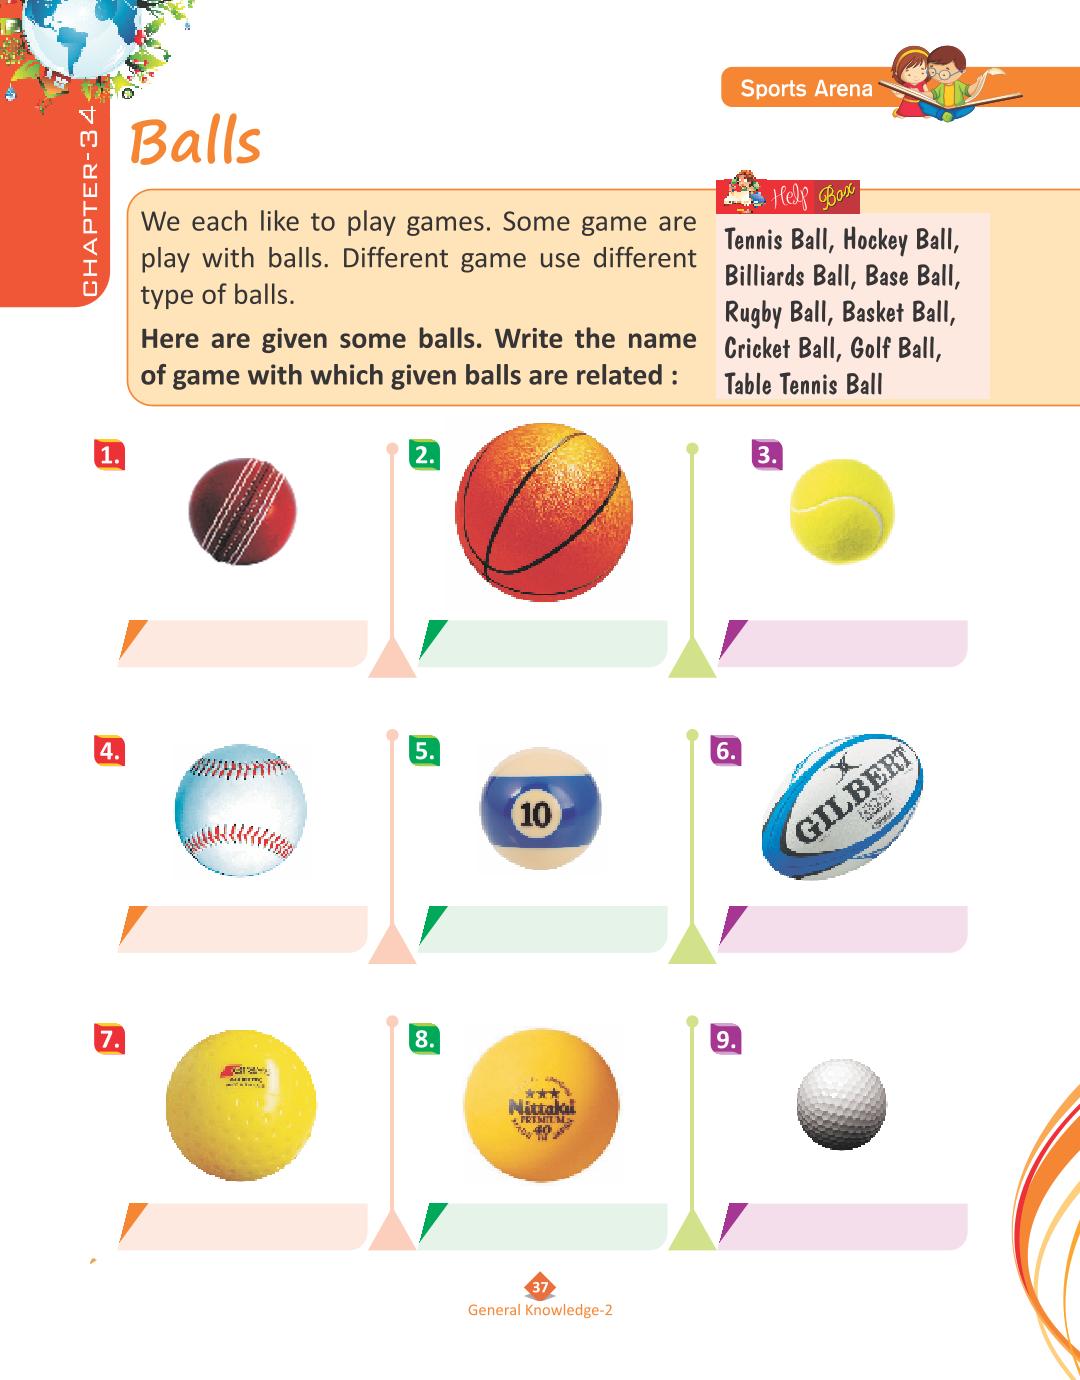 CHAPTER-34
Sports Arena
Balls
We each like to play games. Some game are
play with balls. Different game use different
type of balls.
Here are given some balls. Write the name
of game with which given balls are related :
Help Box
Tennis Ball, Hockey Ball,
Billiards Ball, Base Ball,
Rugby Ball, Basket Ball,
Cricket Ball, Golf Ball,
Table Tennis Ball
1.
2.
3.
4.
5.
10
6.
GILBERT
7.
8.
Nittaku
PREMIUM
40
9.
37
General Knowledge-2